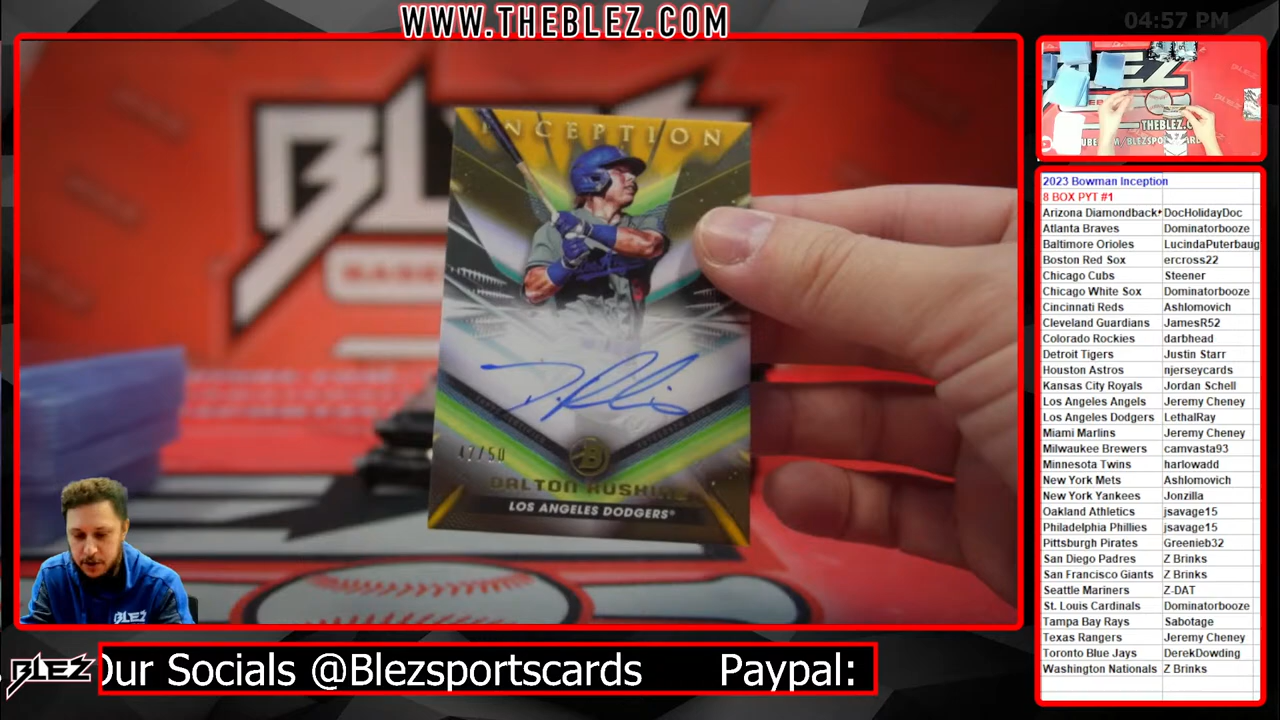 WWW.THEBLEZ.COM
04:57 PM
BLEZ
INCEPTION
D. R
42/50
B
DALTON RUSHING
LOS ANGELES DODGERS®
BLEZ
BLEZ
Our Socials @Blezsportscards Paypal:
THEBLEZ.C
2023 Bowman Inception
8 BOX PYT #1
Arizona Diamondback DocHolidayDoc
Atlanta Braves Dominatorbooze
Baltimore Orioles LucindaPuterbaug
Boston Red Sox ercross22
Chicago Cubs Steener
Chicago White Sox Dominatorbooze
Cincinnati Reds Ashlomovich
Cleveland Guardians JamesR52
Colorado Rockies darbhead
Detroit Tigers Justin Starr
Houston Astros njerseycards
Kansas City Royals Jordan Schell
Los Angeles Angels Jeremy Cheney
Los Angeles Dodgers LethalRay
Miami Marlins Jeremy Cheney
Milwaukee Brewers camvasta93
Minnesota Twins harlowadd
New York Mets Ashlomovich
New York Yankees Jonzilla
Oakland Athletics jsavage15
Philadelphia Phillies jsavage15
Pittsburgh Pirates Greenieb32
San Diego Padres Z Brinks
San Francisco Giants Z Brinks
Seattle Mariners Z-DAT
St. Louis Cardinals Dominatorbooze
Tampa Bay Rays Sabotage
Texas Rangers Jeremy Cheney
Toronto Blue Jays DerekDowding
Washington Nationals Z Brinks